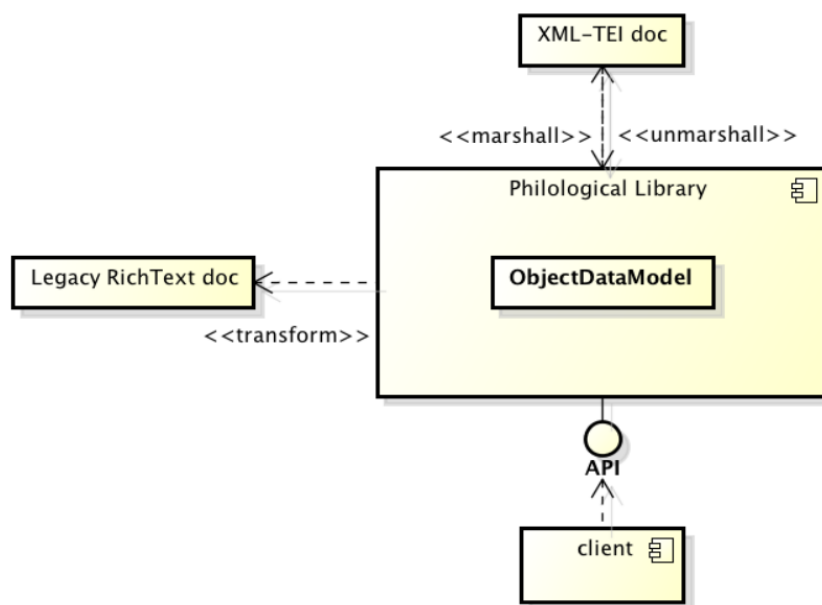 XML-TEI doc
<<marshall>>
<<unmarshall>>
Philological Library
Legacy RichText doc
ObjectDataModel
<<transform>>
API
client